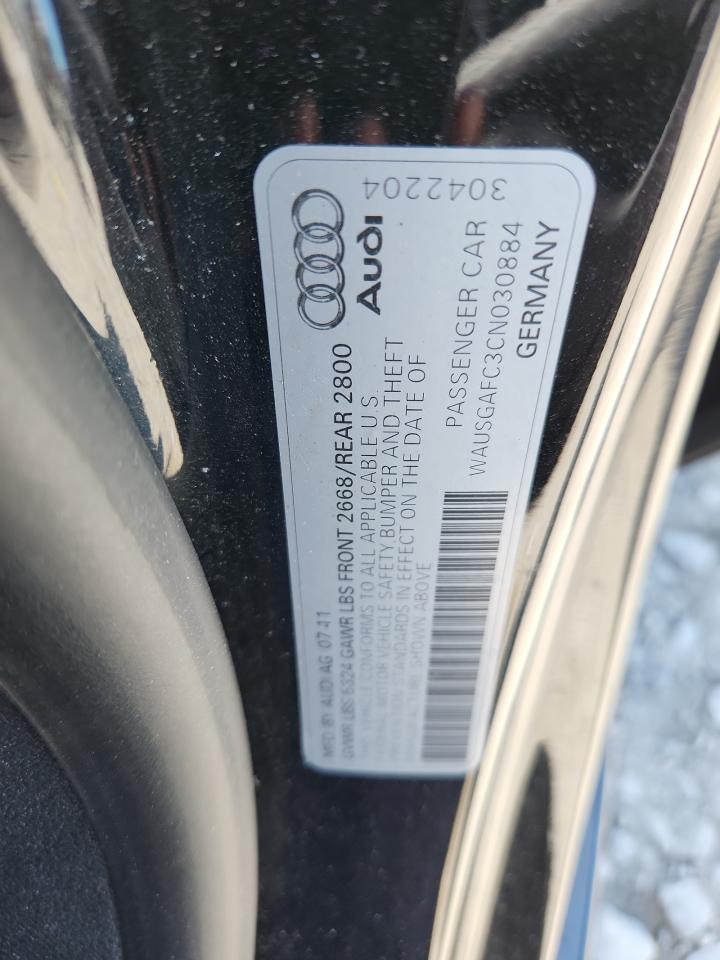 MFD BY AUDI AG 07 11
GVWR LBS 5324 GAWR LBS FRONT 2668/REAR 2800
THE VEHICLE CONFORMS TO ALL APPLICABLE U S
FEDERAL MOTOR VEHICLE SAFETY, BUMPER AND THEFT
PREVENTION STANDARDS IN EFFECT ON THE DATE OF
MANUFACTURE SHOWN ABOVE
Audi
3042204
PASSENGER CAR
WAUSGAFC3CN030884
GERMANY